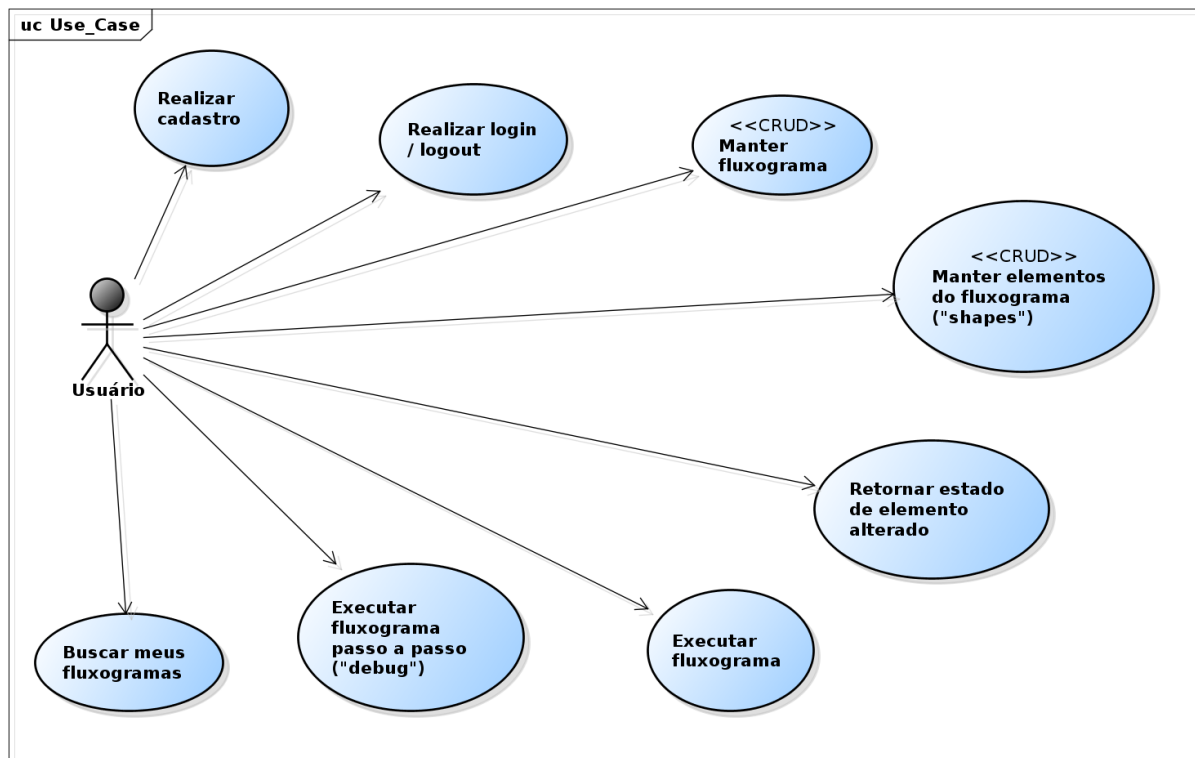 uc Use_Case
Realizar
cadastro
Realizar login
/ logout
<<CRUD>>
Manter
fluxograma
<<CRUD>>
Manter elementos
do fluxograma
("shapes")
Usuário
Retornar estado
de elemento
alterado
Executar
fluxograma
passo a passo
("debug")
Executar
fluxograma
Buscar meus
fluxogramas